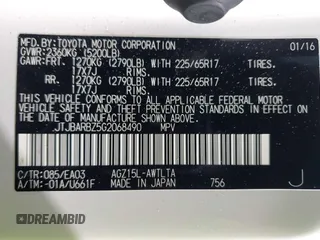 MFD. BY: TOYOTA MOTOR CORPORATION 01/16
GVWR: 2360KG (5200LB)
GAWR: FRT. 1270KG (2790LB) WITH 225/65R17 TIRES,
17X7J RIMS,
RR. 1270KG (2790LB) WITH 225/65R17 TIRES,
17X7J RIMS.
THIS VEHICLE CONFORMS TO ALL APPLICABLE FEDERAL MOTOR
VEHICLE SAFETY, BUMPER, AND THEFT PREVENTION STANDARDS
IN EFFECT ON THE DATE OF MANUFACTURE SHOWN ABOVE.
JTJBARBZ5G2068490 MPV
C/TR: 085/EA03 AGZ15L-AWTLTA
A/TM: -01A/U661F MADE IN JAPAN 756 J
DREAMBID